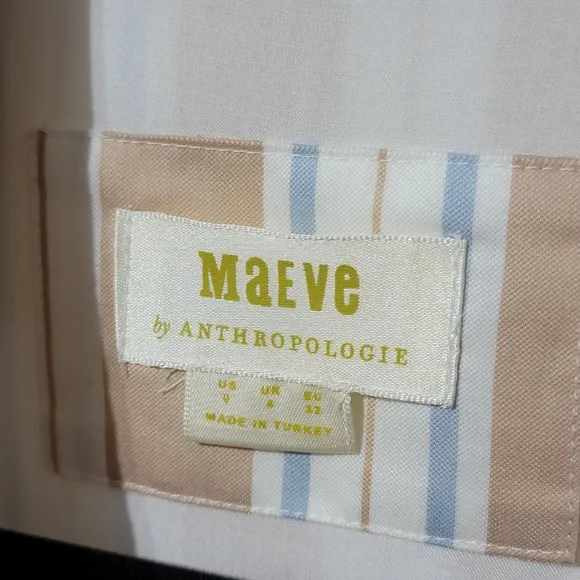 MaEVe
by ANTHROPOLOGIE
US UK EU
0 4 32
MADE IN TURKEY